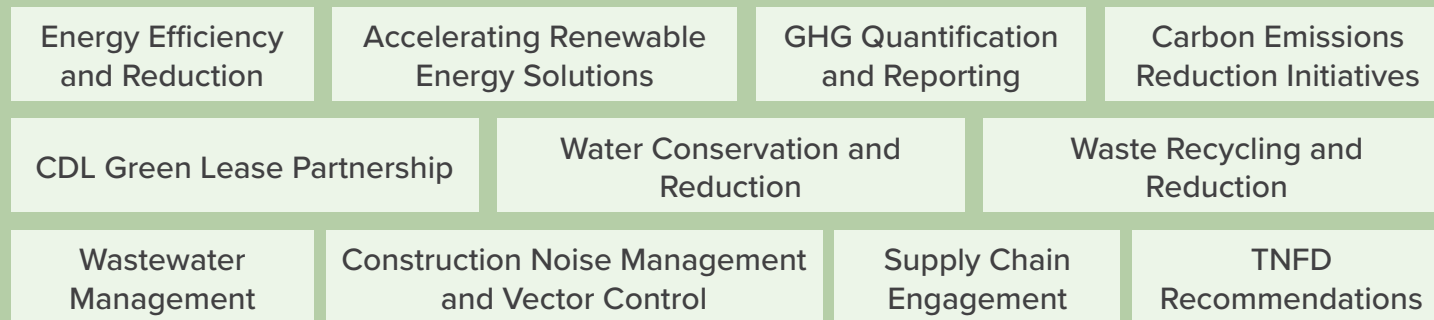 Energy Efficiency
and Reduction
Accelerating Renewable
Energy Solutions
GHG Quantification
and Reporting
Carbon Emissions
Reduction Initiatives
CDL Green Lease Partnership
Water Conservation and
Reduction
Waste Recycling and
Reduction
Wastewater
Management
Construction Noise Management
and Vector Control
Supply Chain
Engagement
TNFD
Recommendations